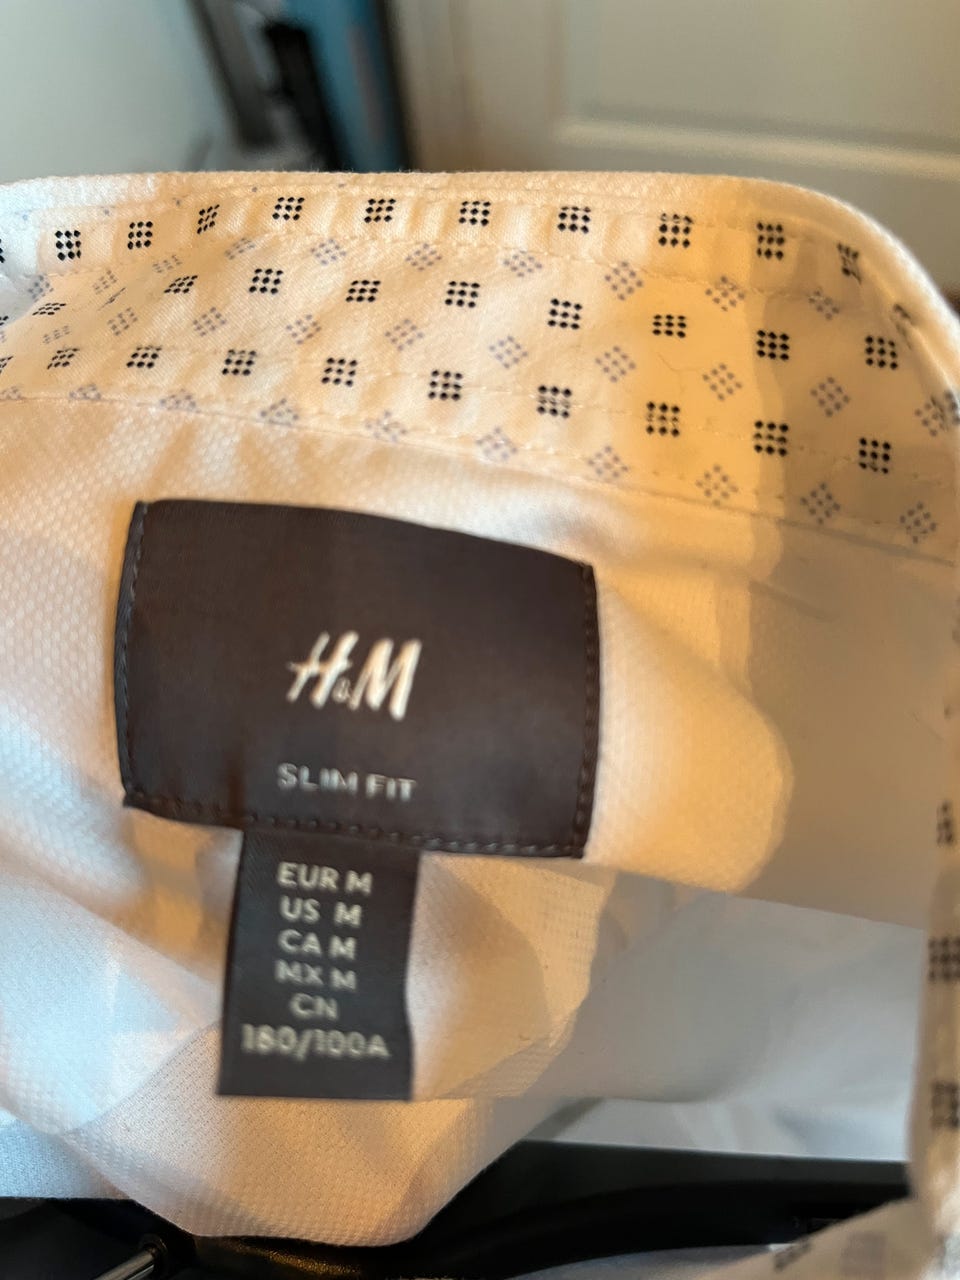 H&M
SLIM FIT
EUR M
US M
CA M
MX M
CN
180/100A